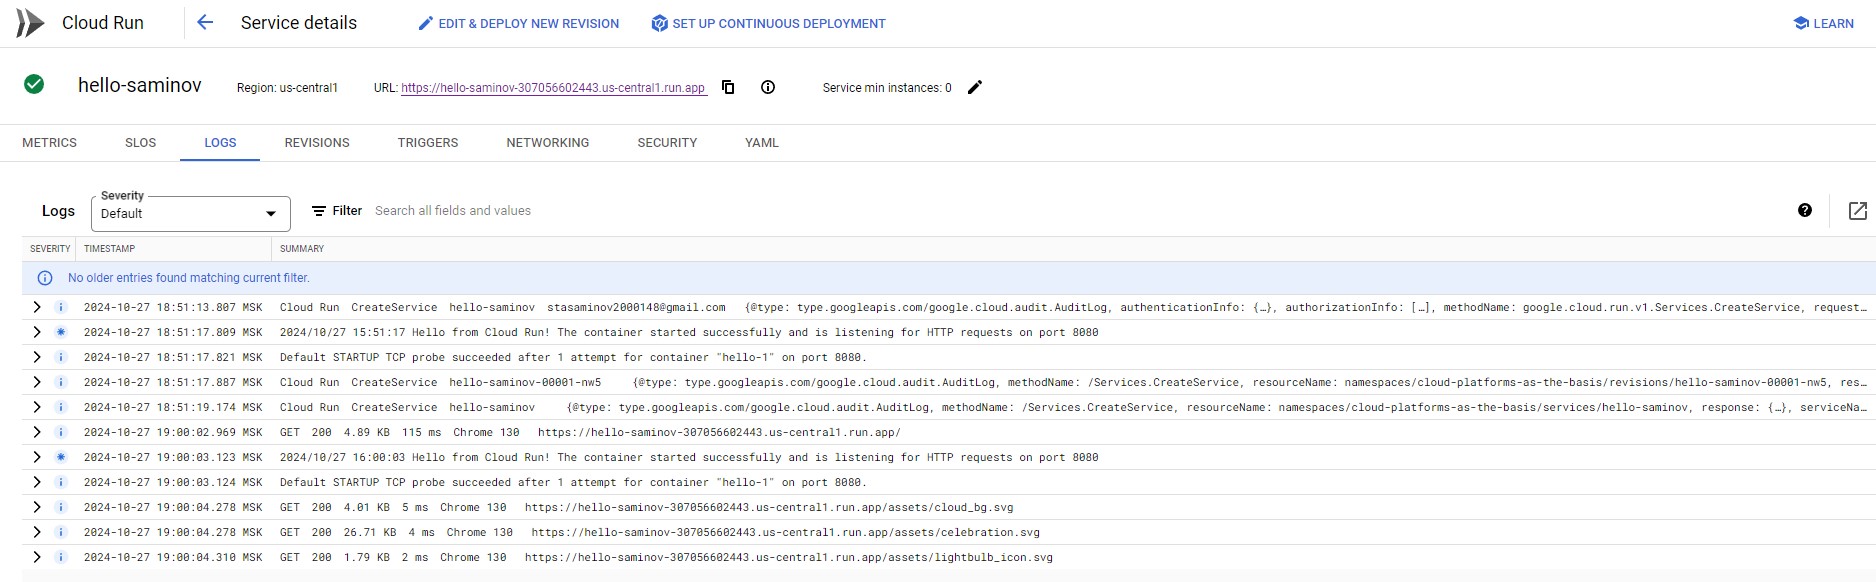 Cloud Run Service details EDIT & DEPLOY NEW REVISION SET UP CONTINUOUS DEPLOYMENT LEARN
hello-saminov Region: us-central1 URL: https://hello-saminov-307056602443.us-central1.run.app Service min instances: 0
METRICS SLOS LOGS REVISIONS TRIGGERS NETWORKING SECURITY YAML
Severity
Logs Default Filter Search all fields and values
SEVERITY TIMESTAMP SUMMARY
No older entries found matching current filter.
2024-10-27 18:51:13.807 MSK Cloud Run CreateService hello-saminov stasaminov2000148@gmail.com {@type: type.googleapis.com/google.cloud.audit.AuditLog, authenticationInfo: {…}, authorizationInfo: […], methodName: google.cloud.run.v1.Services.CreateService, request…
2024-10-27 18:51:17.809 MSK 2024/10/27 15:51:17 Hello from Cloud Run! The container started successfully and is listening for HTTP requests on port 8080
2024-10-27 18:51:17.821 MSK Default STARTUP TCP probe succeeded after 1 attempt for container "hello-1" on port 8080.
2024-10-27 18:51:17.887 MSK Cloud Run CreateService hello-saminov-00001-nw5 {@type: type.googleapis.com/google.cloud.audit.AuditLog, methodName: /Services.CreateService, resourceName: namespaces/cloud-platforms-as-the-basis/revisions/hello-saminov-00001-nw5, res…
2024-10-27 18:51:19.174 MSK Cloud Run CreateService hello-saminov {@type: type.googleapis.com/google.cloud.audit.AuditLog, methodName: /Services.CreateService, resourceName: namespaces/cloud-platforms-as-the-basis/services/hello-saminov, response: {…}, serviceNa…
2024-10-27 19:00:02.969 MSK GET 200 4.89 KB 115 ms Chrome 130 https://hello-saminov-307056602443.us-central1.run.app/
2024-10-27 19:00:03.123 MSK 2024/10/27 16:00:03 Hello from Cloud Run! The container started successfully and is listening for HTTP requests on port 8080
2024-10-27 19:00:03.124 MSK Default STARTUP TCP probe succeeded after 1 attempt for container "hello-1" on port 8080.
2024-10-27 19:00:04.278 MSK GET 200 4.01 KB 5 ms Chrome 130 https://hello-saminov-307056602443.us-central1.run.app/assets/cloud_bg.svg
2024-10-27 19:00:04.278 MSK GET 200 26.71 KB 4 ms Chrome 130 https://hello-saminov-307056602443.us-central1.run.app/assets/celebration.svg
2024-10-27 19:00:04.310 MSK GET 200 1.79 KB 2 ms Chrome 130 https://hello-saminov-307056602443.us-central1.run.app/assets/lightbulb_icon.svg